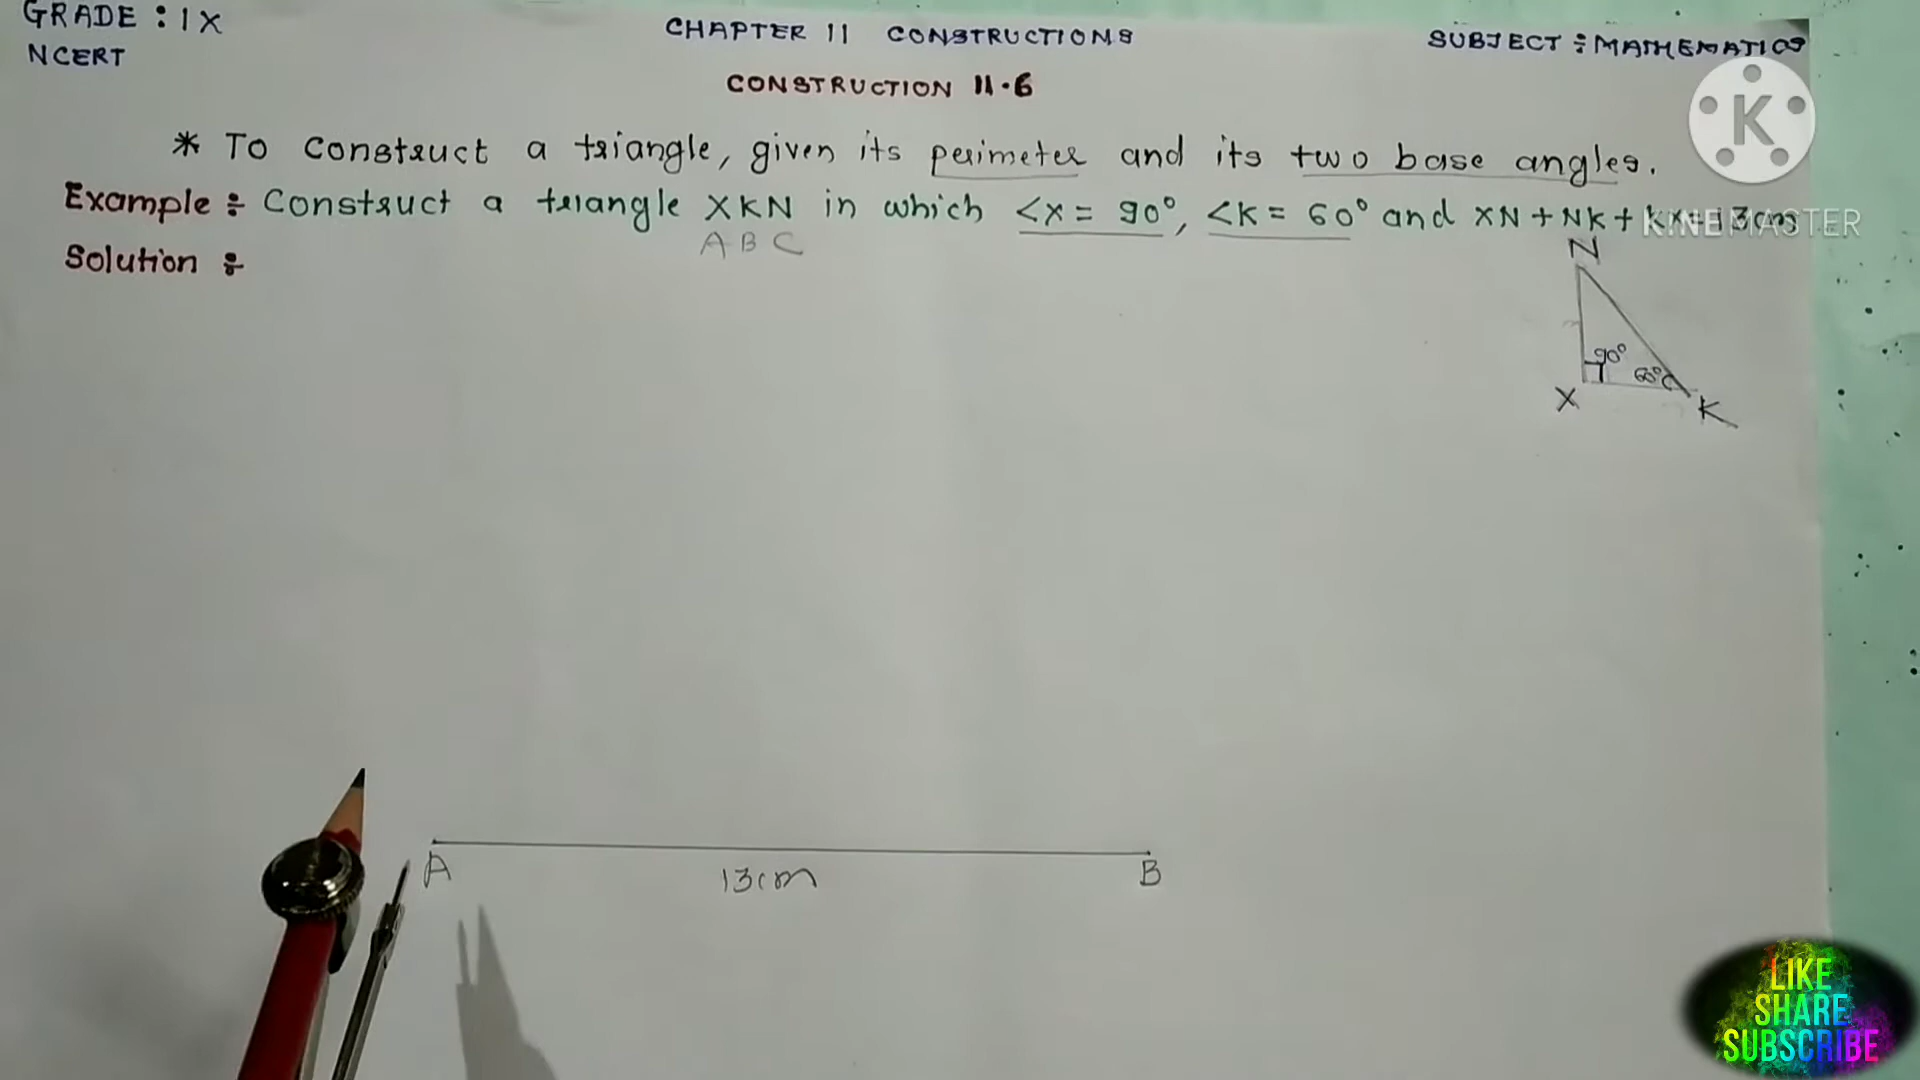 GRADE : IX
NCERT
CHAPTER 11 CONSTRUCTIONS
SUBJECT : MATHEMATICS
CONSTRUCTION 11.6
K
* To construct a triangle, given its perimeter and its two base angles.
Example : Construct a triangle XKN in which ∠X = 90°, ∠K = 60° and XN + NK + KX = 13cm
KINEMASTER
A B C
Solution :
N
90°
60°
X
K
A
13cm
B
LIKE
SHARE
SUBSCRIBE